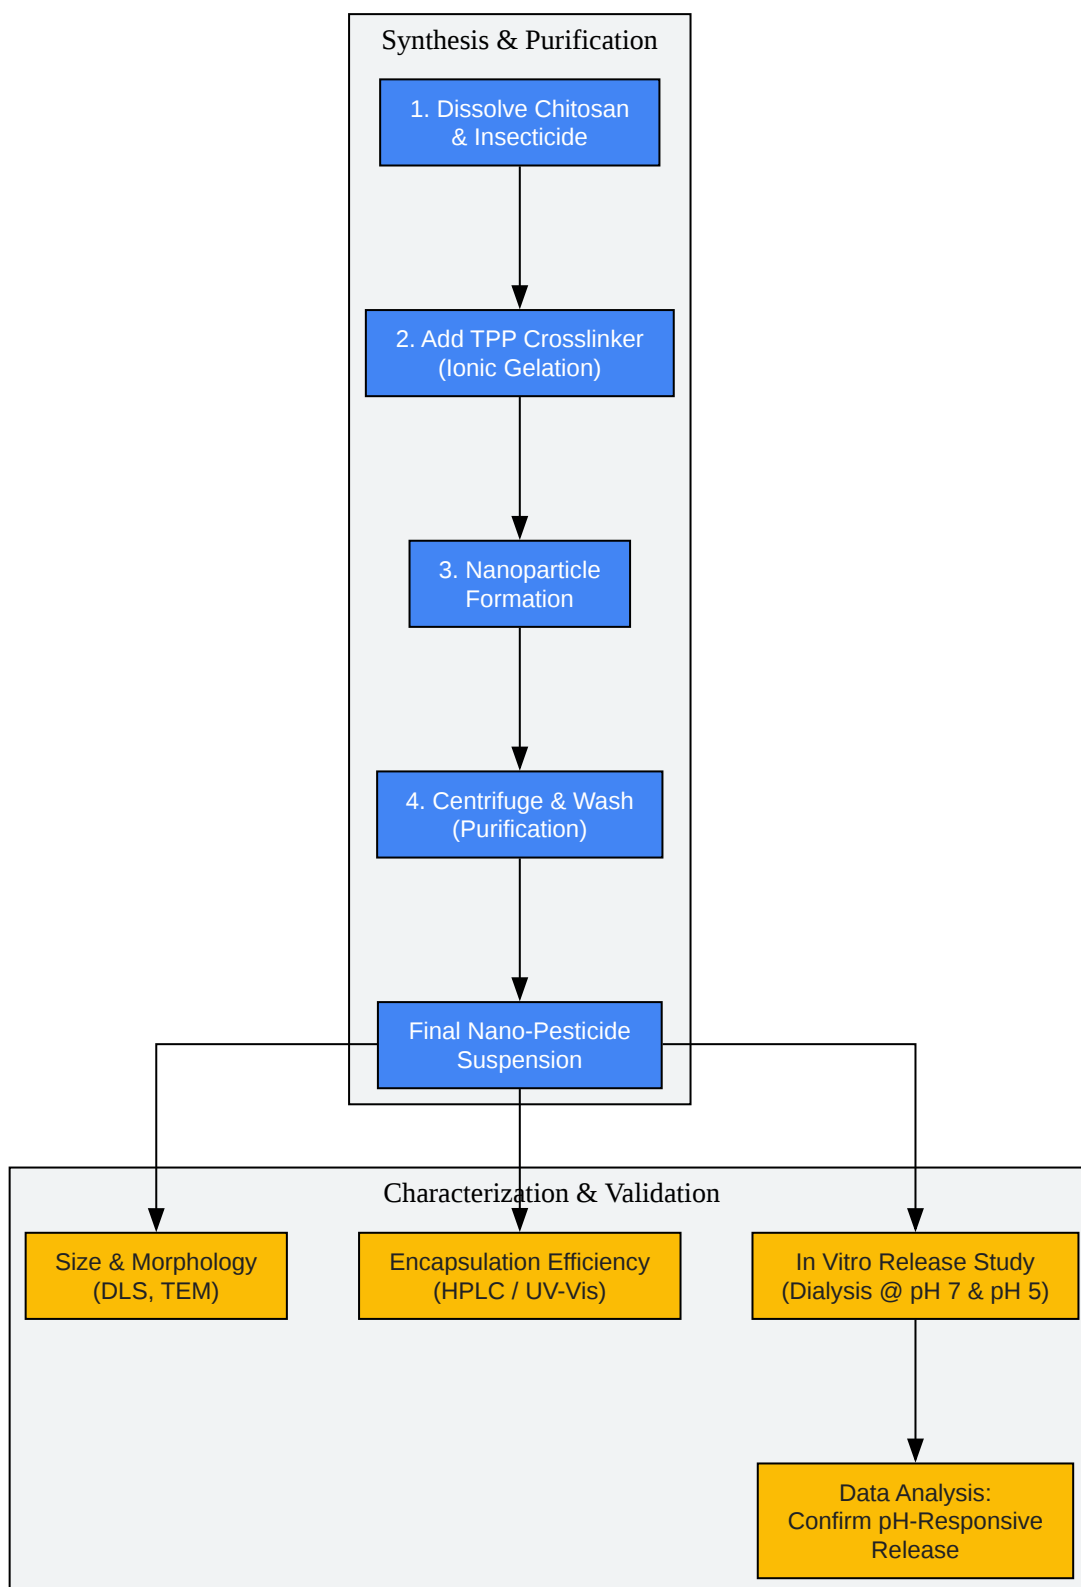 Synthesis & Purification
1. Dissolve Chitosan
& Insecticide
2. Add TPP Crosslinker
(Ionic Gelation)
3. Nanoparticle
Formation
4. Centrifuge & Wash
(Purification)
Final Nano-Pesticide
Suspension
Characterization & Validation
Size & Morphology
(DLS, TEM)
Encapsulation Efficiency
(HPLC / UV-Vis)
In Vitro Release Study
(Dialysis @ pH 7 & pH 5)
Data Analysis:
Confirm pH-Responsive
Release